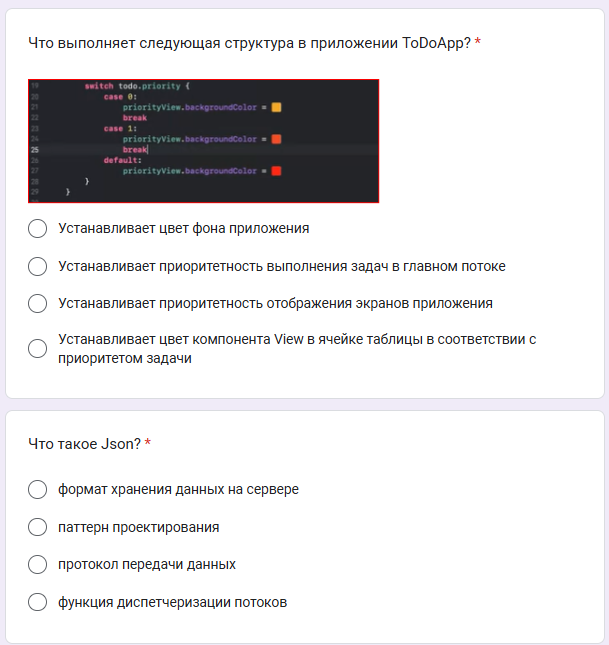 Что выполняет следующая структура в приложении ToDoApp? *
19 switch todo.priority {
20 case 0:
21 priorityView.backgroundColor =
22 break
23 case 1:
24 priorityView.backgroundColor =
25 break
26 default:
27 priorityView.backgroundColor =
28 }
29 }
Устанавливает цвет фона приложения
Устанавливает приоритетность выполнения задач в главном потоке
Устанавливает приоритетность отображения экранов приложения
Устанавливает цвет компонента View в ячейке таблицы в соответствии с
приоритетом задачи
Что такое Json? *
формат хранения данных на сервере
паттерн проектирования
протокол передачи данных
функция диспетчеризации потоков